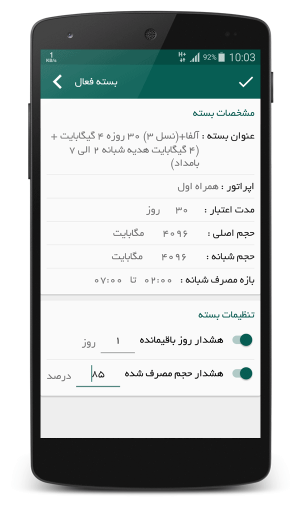 1
KB/s
H+
92%
10:03
بسته فعال
مشخصات بسته
عنوان بسته : آلفا+(نسل ۳) ۳۰ روزه ۴ گیگابایت +
(۴ گیگابایت هدیه شبانه ۲ الی ۷
بامداد)
اپراتور : همراه اول
مدت اعتبار : ۳۰ روز
حجم اصلی : ۴۰۹۶ مگابایت
حجم شبانه : ۴۰۹۶ مگابایت
بازه مصرف شبانه : ۰۲:۰۰ تا ۰۷:۰۰
تنظیمات بسته
هشدار روز باقیمانده ۱ روز
هشدار حجم مصرف شده ۸۵ درصد